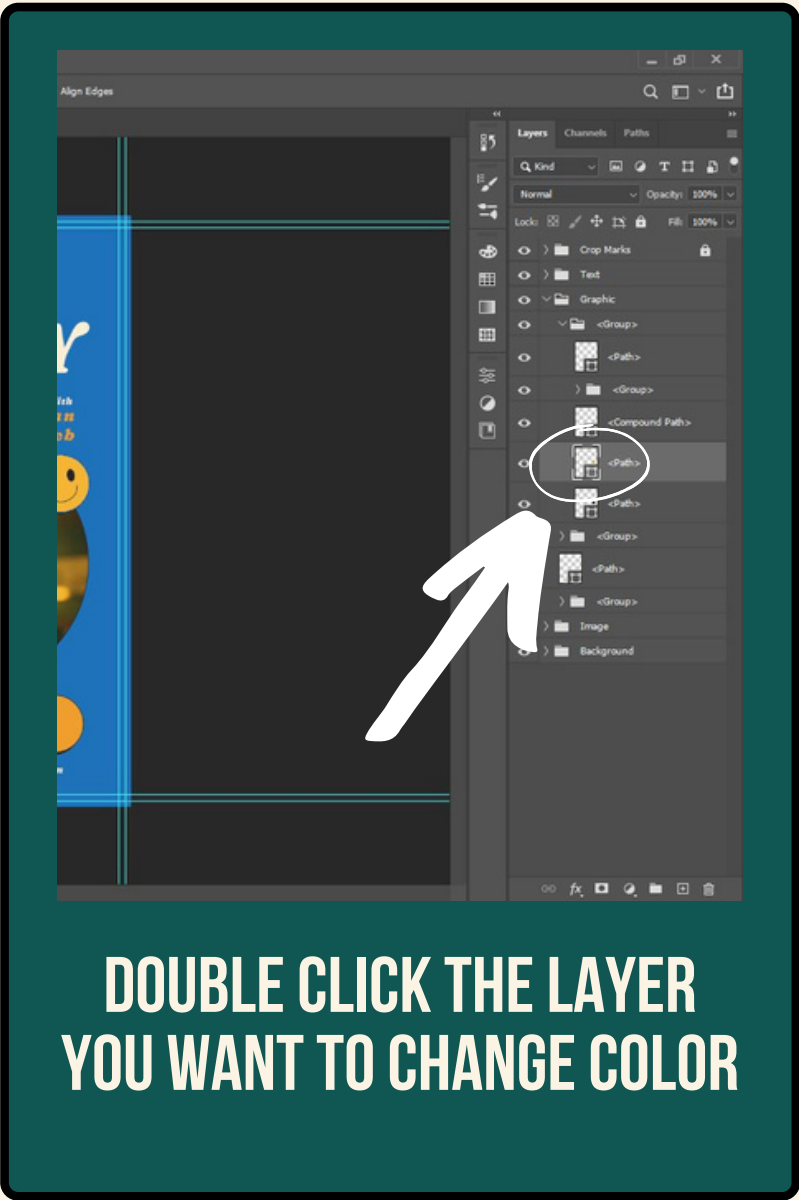 Align Edges
Layers Channels Paths
Kind
Normal Opacity: 100%
Lock: Fill: 100%
Crop Marks
Text
Graphic
<Group>
<Path>
<Group>
<Compound Path>
<Path>
<Path>
<Group>
<Path>
<Group>
Image
Background
fx
DOUBLE CLICK THE LAYER
YOU WANT TO CHANGE COLOR